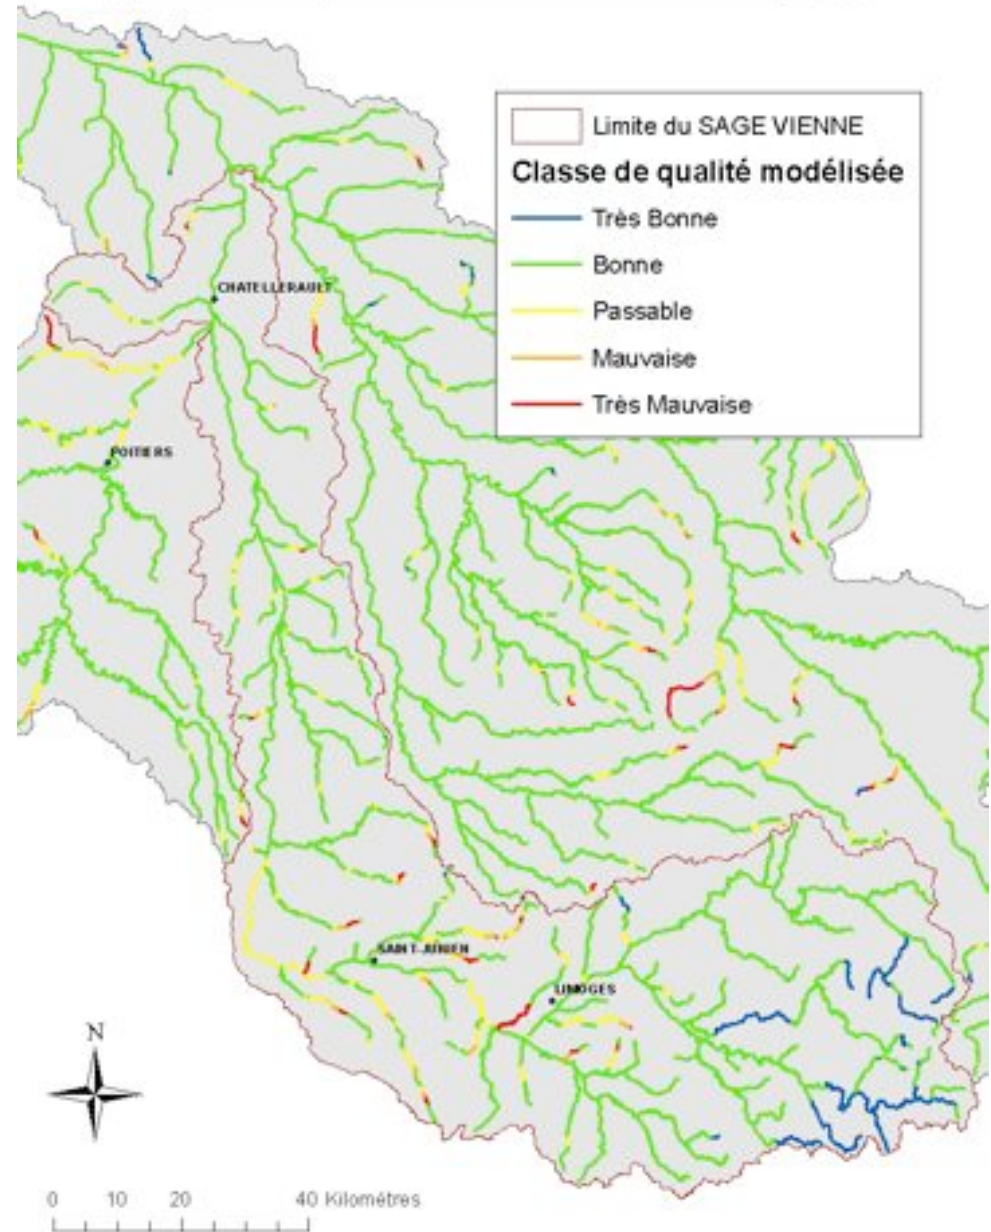 Limite du SAGE VIENNE
Classe de qualité modélisée
Très Bonne
Bonne
Passable
Mauvaise
Très Mauvaise
CHATELLERAULT
POITIERS
SAINT-JUNIEN
LIMOGES
N
0 10 20 40 Kilomètres